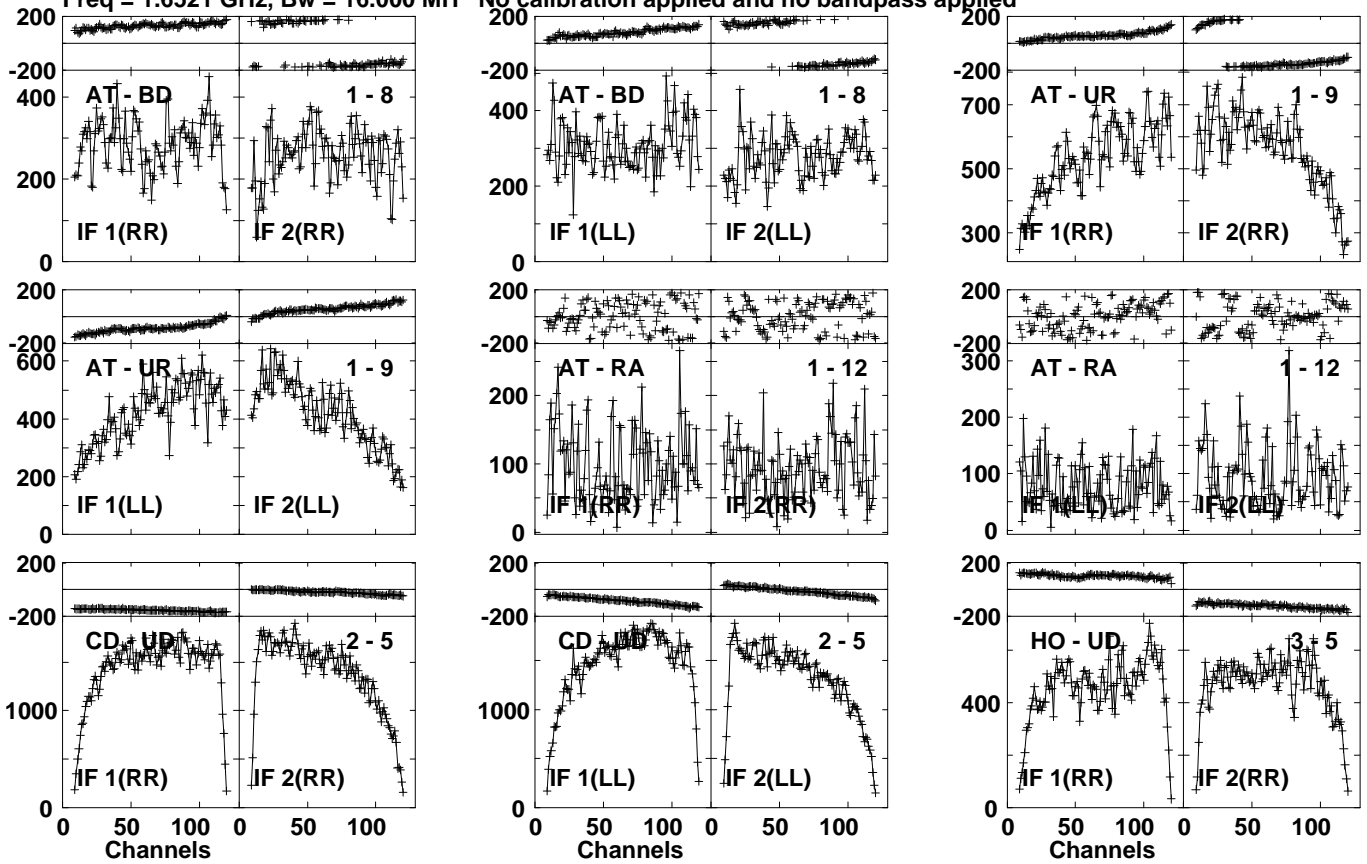 Freq = 1.6521 GHz, Bw = 16.000 MH No calibration applied and no bandpass applied
200 200 200
-200 -200 -200
AT - BD 1 - 8 AT - BD 1 - 8 AT - UR 1 - 9
400 400 700
200 200 500
IF 1(RR) IF 2(RR) IF 1(LL) IF 2(LL) IF 1(RR) IF 2(RR)
300
0 0
200 200 200
-200 -200 -200
AT - UR 1 - 9 AT - RA 1 - 12 AT - RA 1 - 12
600 300
400 200 200
200 100 100
IF 1(LL) IF 2(LL) IF 1(RR) IF 2(RR) IF 1(LL) IF 2(LL)
0 0 0
200 200 200
-200 -200 -200
CD - UD 2 - 5 CD - UD 2 - 5 HO - UD 3 - 5
1000 1000 400
IF 1(RR) IF 2(RR) IF 1(LL) IF 2(LL) IF 1(RR) IF 2(RR)
0 0 0
0 50 100 0 50 100 0 50 100 0 50 100 0 50 100 0 50 100
Channels Channels Channels